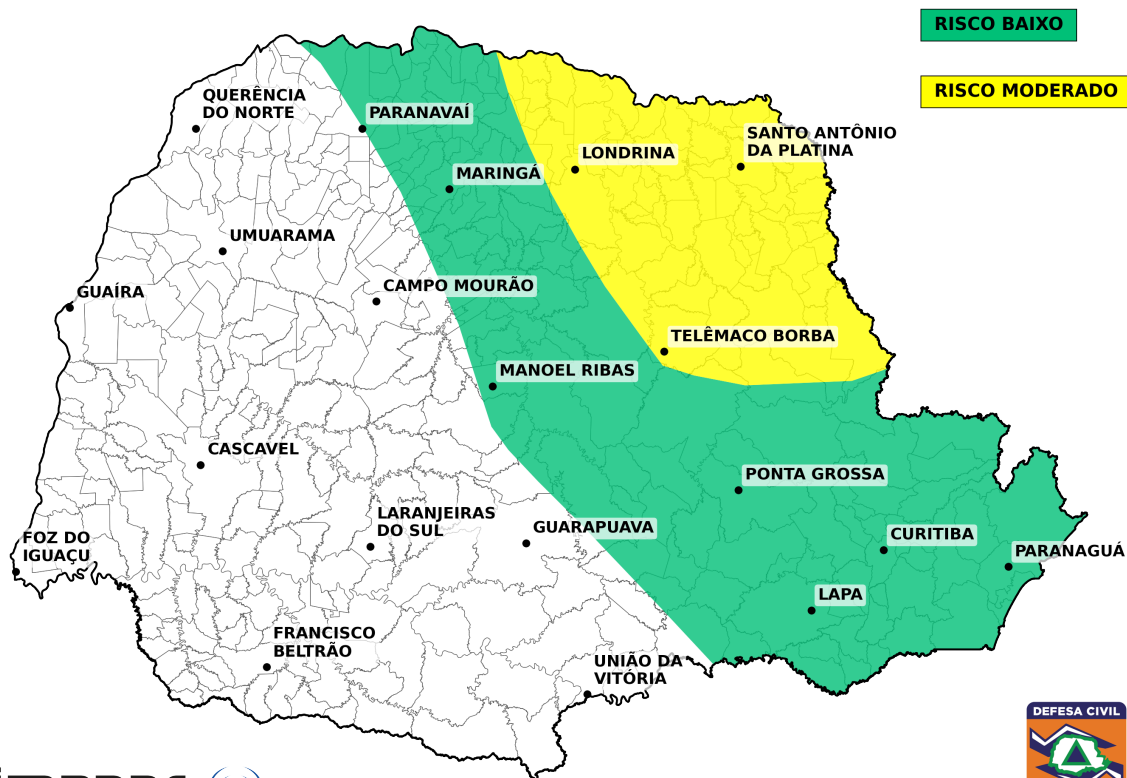 RISCO BAIXO
RISCO MODERADO
QUERÊNCIA
DO NORTE
PARANAVAÍ
SANTO ANTÔNIO
DA PLATINA
LONDRINA
MARINGÁ
UMUARAMA
CAMPO MOURÃO
GUAÍRA
TELÊMACO BORBA
MANOEL RIBAS
CASCAVEL
PONTA GROSSA
LARANJEIRAS
DO SUL
GUARAPUAVA
CURITIBA
FOZ DO
IGUAÇU
PARANAGUÁ
LAPA
FRANCISCO
BELTRÃO
UNIÃO DA
VITÓRIA
DEFESA CIVIL